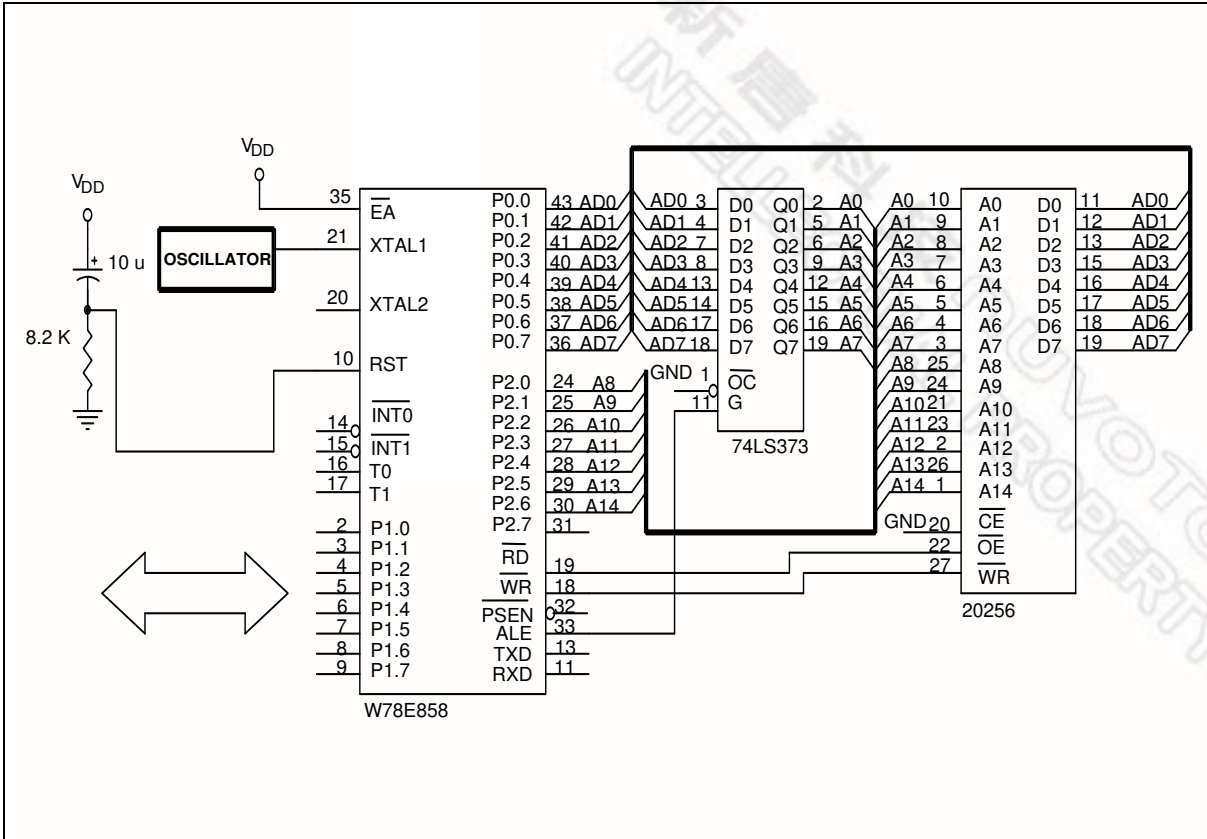 新唐科
INTELLE
NUVOTO
PROPERTY
V_DD
V_DD
10 u
8.2 K
OSCILLATOR
35 EA
21 XTAL1
20 XTAL2
10 RST
14 INT0
15 INT1
16 T0
17 T1
2 P1.0
3 P1.1
4 P1.2
5 P1.3
6 P1.4
7 P1.5
8 P1.6
9 P1.7
P0.0 43 AD0
P0.1 42 AD1
P0.2 41 AD2
P0.3 40 AD3
P0.4 39 AD4
P0.5 38 AD5
P0.6 37 AD6
P0.7 36 AD7
P2.0 24 A8
P2.1 25 A9
P2.2 26 A10
P2.3 27 A11
P2.4 28 A12
P2.5 29 A13
P2.6 30 A14
P2.7 31
RD 19
WR 18
PSEN 32
ALE 33
TXD 13
RXD 11
W78E858
AD0 3 D0 Q0 2 A0
AD1 4 D1 Q1 5 A1
AD2 7 D2 Q2 6 A2
AD3 8 D3 Q3 9 A3
AD4 13 D4 Q4 12 A4
AD5 14 D5 Q5 15 A5
AD6 17 D6 Q6 16 A6
AD7 18 D7 Q7 19 A7
GND 1 OC
11 G
74LS373
A0 10 A0 D0 11 AD0
A1 9 A1 D1 12 AD1
A2 8 A2 D2 13 AD2
A3 7 A3 D3 15 AD3
A4 6 A4 D4 16 AD4
A5 5 A5 D5 17 AD5
A6 4 A6 D6 18 AD6
A7 3 A7 D7 19 AD7
A8 25 A8
A9 24 A9
A10 21 A10
A11 23 A11
A12 2 A12
A13 26 A13
A14 1 A14
GND 20 CE
22 OE
27 WR
20256